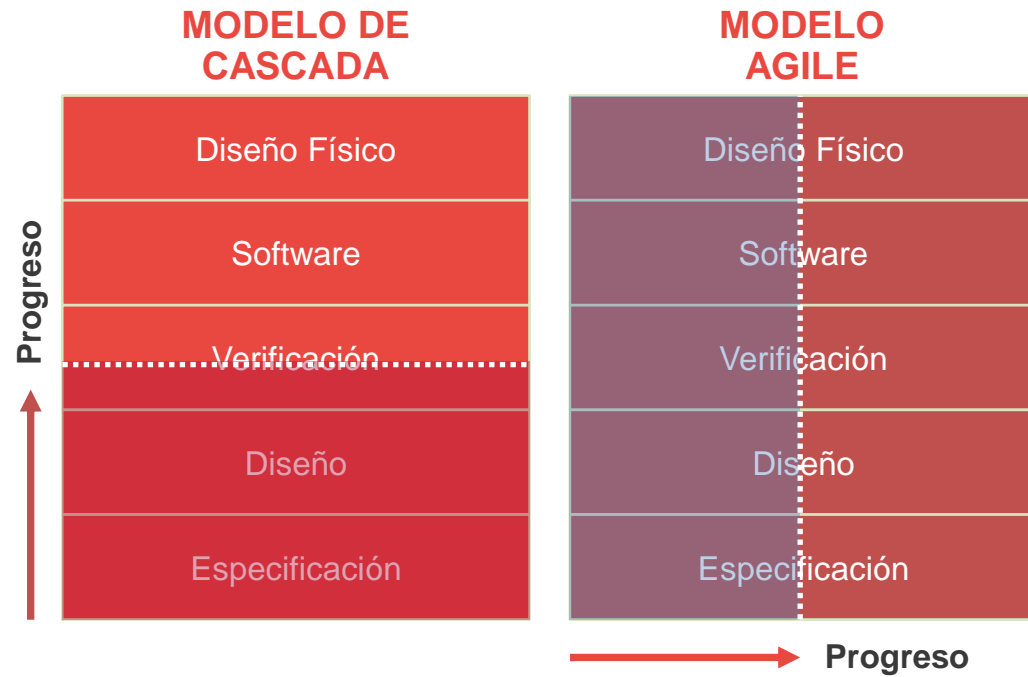 MODELO DE
CASCADA
Diseño Físico
Software
Verificación
Diseño
Especificación
Progreso
MODELO
AGILE
Diseño Físico
Software
Verificación
Diseño
Especificación
Progreso